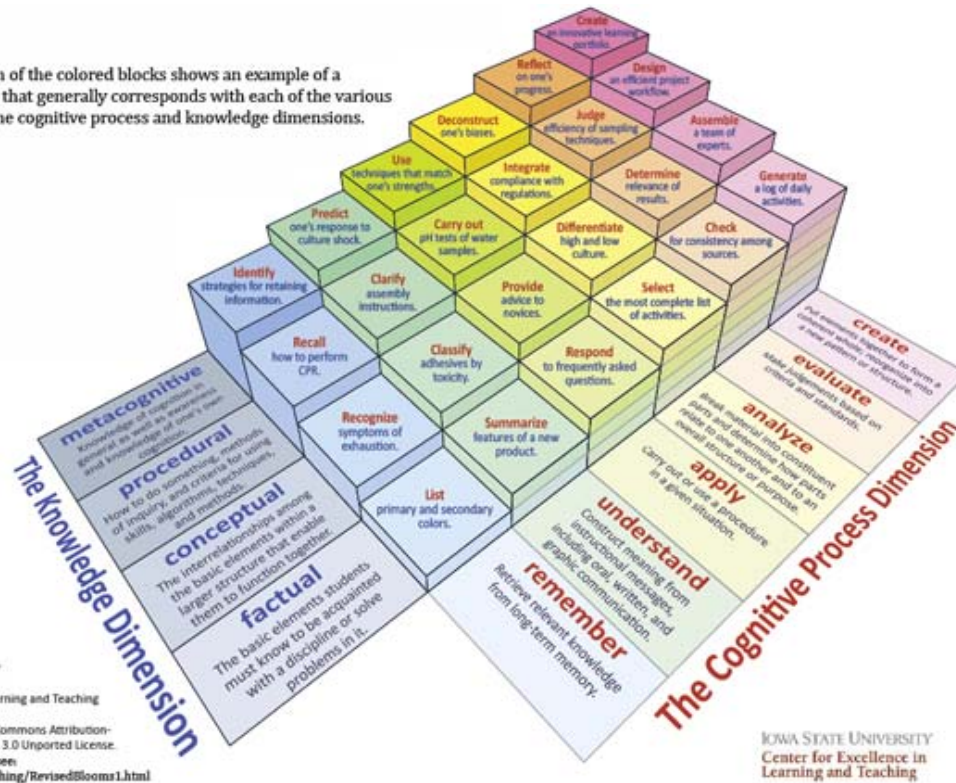 n of the colored blocks shows an example of a
that generally corresponds with each of the various
ne cognitive process and knowledge dimensions.
Create
an innovative learning
portfolio.
Reflect
on one's
progress.
Design
an efficient project
workflow.
Deconstruct
one's biases.
Judge
efficiency of sampling
techniques.
Assemble
a team of
experts.
Use
techniques that match
one's strengths.
Integrate
compliance with
regulations.
Determine
relevance of
results.
Generate
a log of daily
activities.
Predict
one's response to
culture shock.
Carry out
pH tests of water
samples.
Differentiate
high and low
culture.
Check
for consistency among
sources.
Identify
strategies for retaining
information.
Clarify
assembly
instructions.
Provide
advice to
novices.
Select
the most complete list
of activities.
Recall
how to perform
CPR.
Classify
adhesives by
toxicity.
Respond
to frequently asked
questions.
Recognize
symptoms of
exhaustion.
Summarize
features of a new
product.
List
primary and secondary
colors.
The Knowledge Dimension
metacognitive
Knowledge of cognition in
general as well as awareness
and knowledge of one's own
cognition.
procedural
How to do something, methods
of inquiry, and criteria for using
skills, algorithms, techniques,
and methods.
conceptual
The interrelationships among
the basic elements within a
larger structure that enable
them to function together.
factual
The basic elements students
must know to be acquainted
with a discipline or solve
problems in it.
The Cognitive Process Dimension
create
Put elements together to form a
coherent whole; reorganize into
a new pattern or structure.
evaluate
Make judgements based on
criteria and standards.
analyze
Break material into constituent
parts and determine how parts
relate to one another and to an
overall structure or purpose.
apply
Carry out or use a procedure
in a given situation.
understand
Construct meaning from
instructional messages,
including oral, written, and
graphic communication.
remember
Retrieve relevant knowledge
from long-term memory.
rning and Teaching
ommons Attribution-
3.0 Unported License.
ee:
hing/RevisedBlooms1.html
IOWA STATE UNIVERSITY
Center for Excellence in
Learning and Teaching